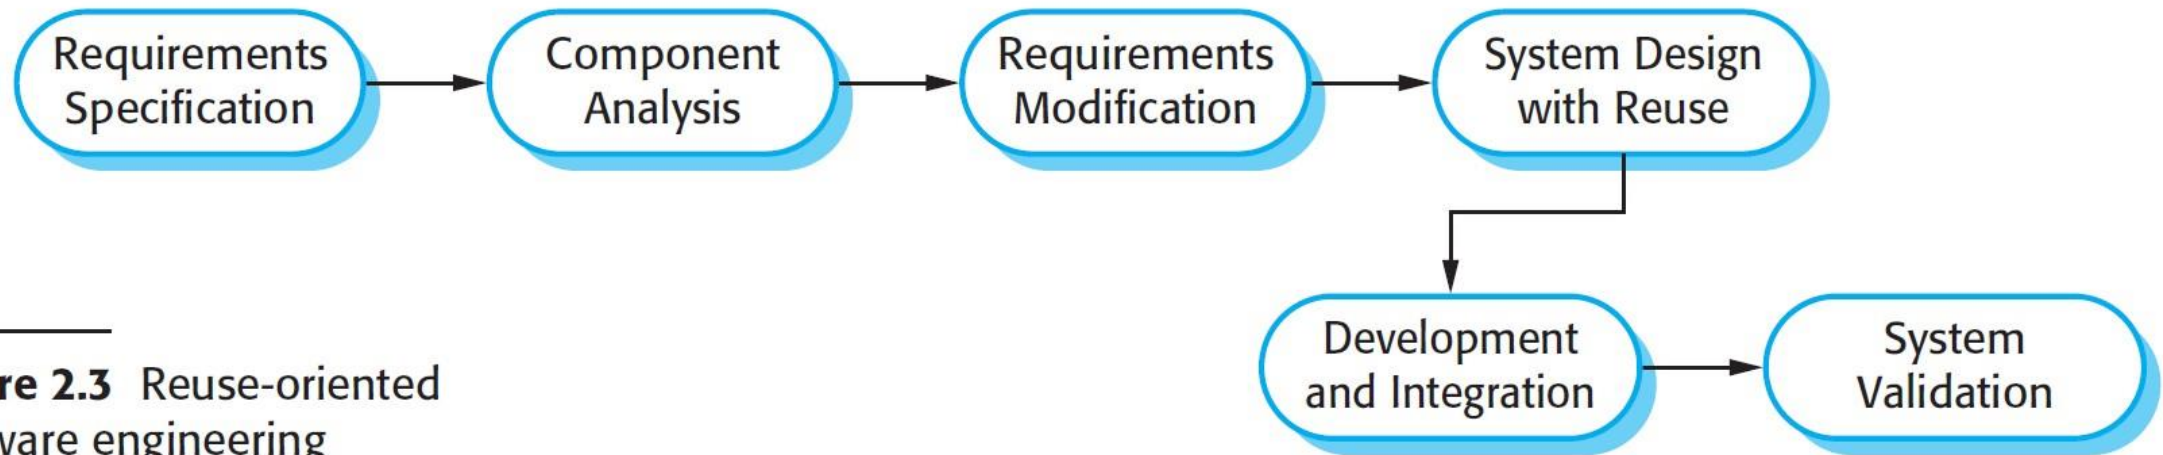 Requirements
Specification
Component
Analysis
Requirements
Modification
System Design
with Reuse
Development
and Integration
System
Validation
re 2.3 Reuse-oriented
ware engineering